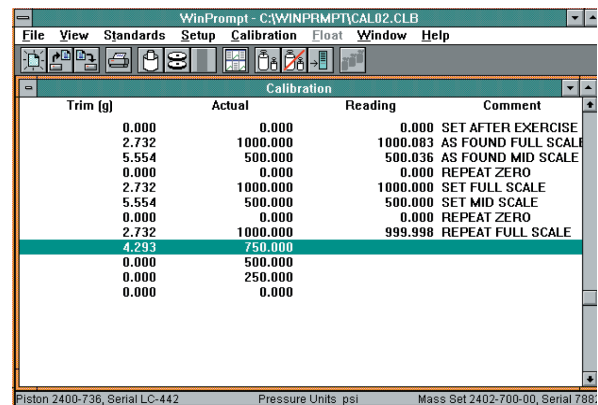 WinPrompt - C:\WINPRMPT\CAL02.CLB
File View Standards Setup Calibration Float Window Help
Calibration
Trim (g) Actual Reading Comment
0.000 0.000 0.000 SET AFTER EXERCISE
2.732 1000.000 1000.083 AS FOUND FULL SCALE
5.554 500.000 500.036 AS FOUND MID SCALE
0.000 0.000 0.000 REPEAT ZERO
2.732 1000.000 1000.000 SET FULL SCALE
5.554 500.000 500.000 SET MID SCALE
0.000 0.000 0.000 REPEAT ZERO
2.732 1000.000 999.998 REPEAT FULL SCALE
4.293 750.000
0.000 500.000
0.000 250.000
0.000 0.000
Piston 2400-736, Serial LC-442 Pressure Units psi Mass Set 2402-700-00, Serial 7882